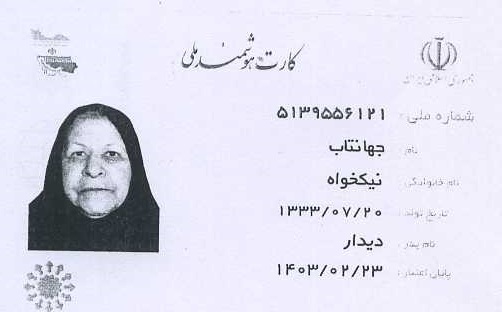 کارت هوشمند ملی
جمهوری اسلامی ایران
شماره ملی: ۵۱۳۹۵۵۶۱۲۱
نام: جهانتاب
نام خانوادگی: نیکخواه
تاریخ تولد: ۱۳۳۳/۰۷/۲۰
نام پدر: دیدار
پایان اعتبار: ۱۴۰۳/۰۲/۲۳